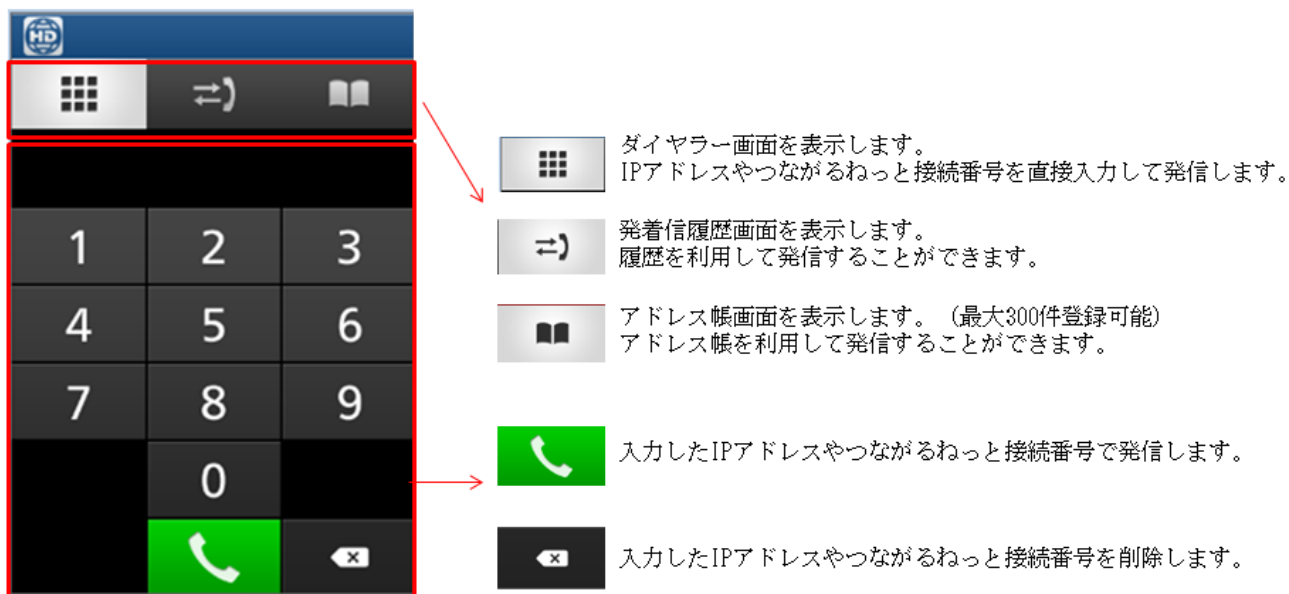 HD
ダイヤラー画面を表示します。
IPアドレスやつながるねっと接続番号を直接入力して発信します。
発着信履歴画面を表示します。
履歴を利用して発信することができます。
アドレス帳画面を表示します。（最大300件登録可能）
アドレス帳を利用して発信することができます。
1 2 3
4 5 6
7 8 9
0
入力したIPアドレスやつながるねっと接続番号で発信します。
入力したIPアドレスやつながるねっと接続番号を削除します。